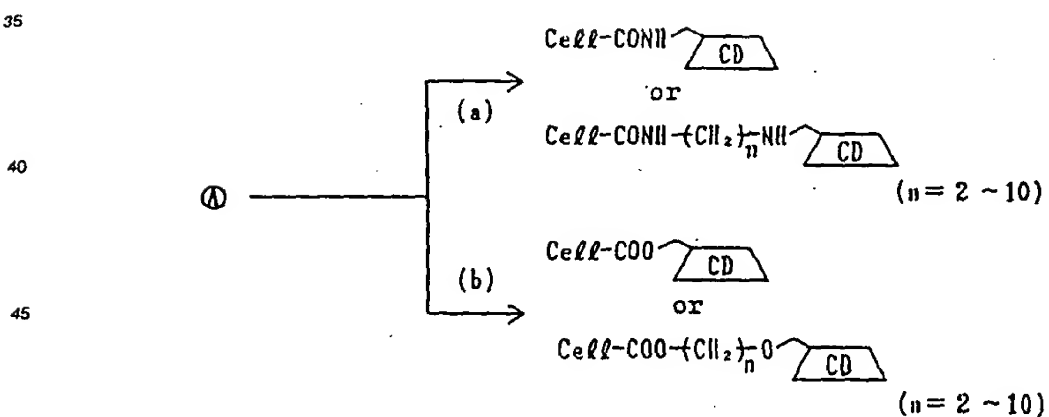 35
Cell-CONH CD
or
(a)
Cell-CONH-(CH₂)n-NH CD
40
(n = 2 ~ 10)
Ⓐ
Cell-COO CD
(b)
or
45
Cell-COO-(CH₂)n-O CD
(n = 2 ~ 10)